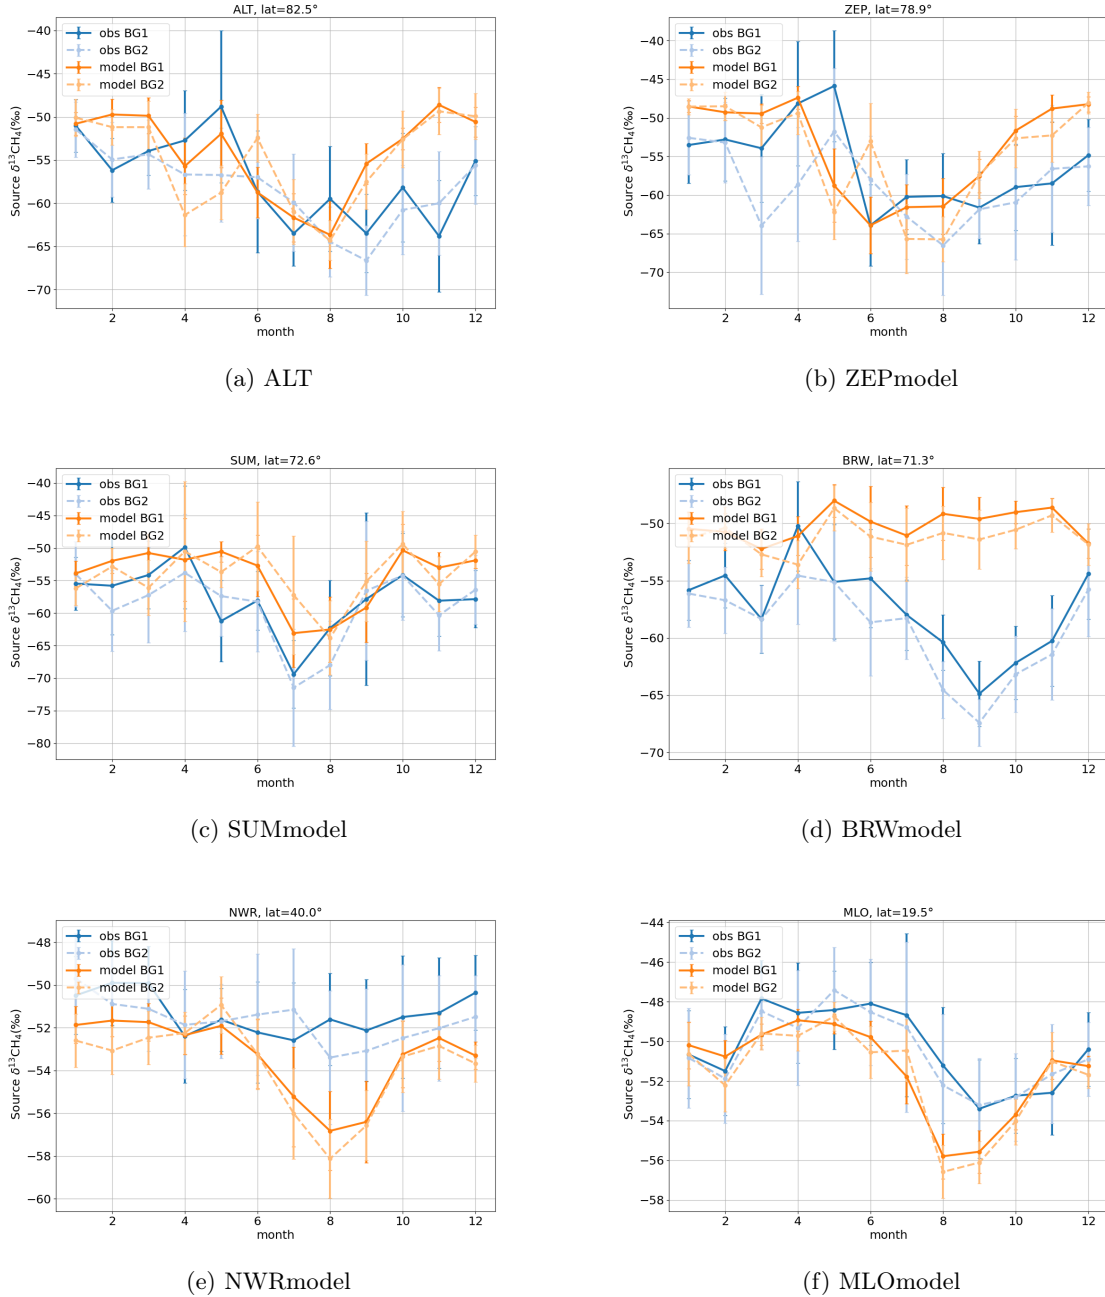 ALT, lat=82.5°
obs BG1
obs BG2
model BG1
model BG2
Source δ¹³CH₄(‰)
−40
−45
−50
−55
−60
−65
−70
2 4 6 8 10 12
month
(a) ALT
ZEP, lat=78.9°
obs BG1
obs BG2
model BG1
model BG2
Source δ¹³CH₄(‰)
−40
−45
−50
−55
−60
−65
−70
2 4 6 8 10 12
month
(b) ZEPmodel
SUM, lat=72.6°
obs BG1
obs BG2
model BG1
model BG2
Source δ¹³CH₄(‰)
−40
−45
−50
−55
−60
−65
−70
−75
−80
2 4 6 8 10 12
month
(c) SUMmodel
BRW, lat=71.3°
obs BG1
obs BG2
model BG1
model BG2
Source δ¹³CH₄(‰)
−50
−55
−60
−65
−70
2 4 6 8 10 12
month
(d) BRWmodel
NWR, lat=40.0°
obs BG1
obs BG2
model BG1
model BG2
Source δ¹³CH₄(‰)
−48
−50
−52
−54
−56
−58
−60
2 4 6 8 10 12
month
(e) NWRmodel
MLO, lat=19.5°
obs BG1
obs BG2
model BG1
model BG2
Source δ¹³CH₄(‰)
−44
−46
−48
−50
−52
−54
−56
−58
2 4 6 8 10 12
month
(f) MLOmodel